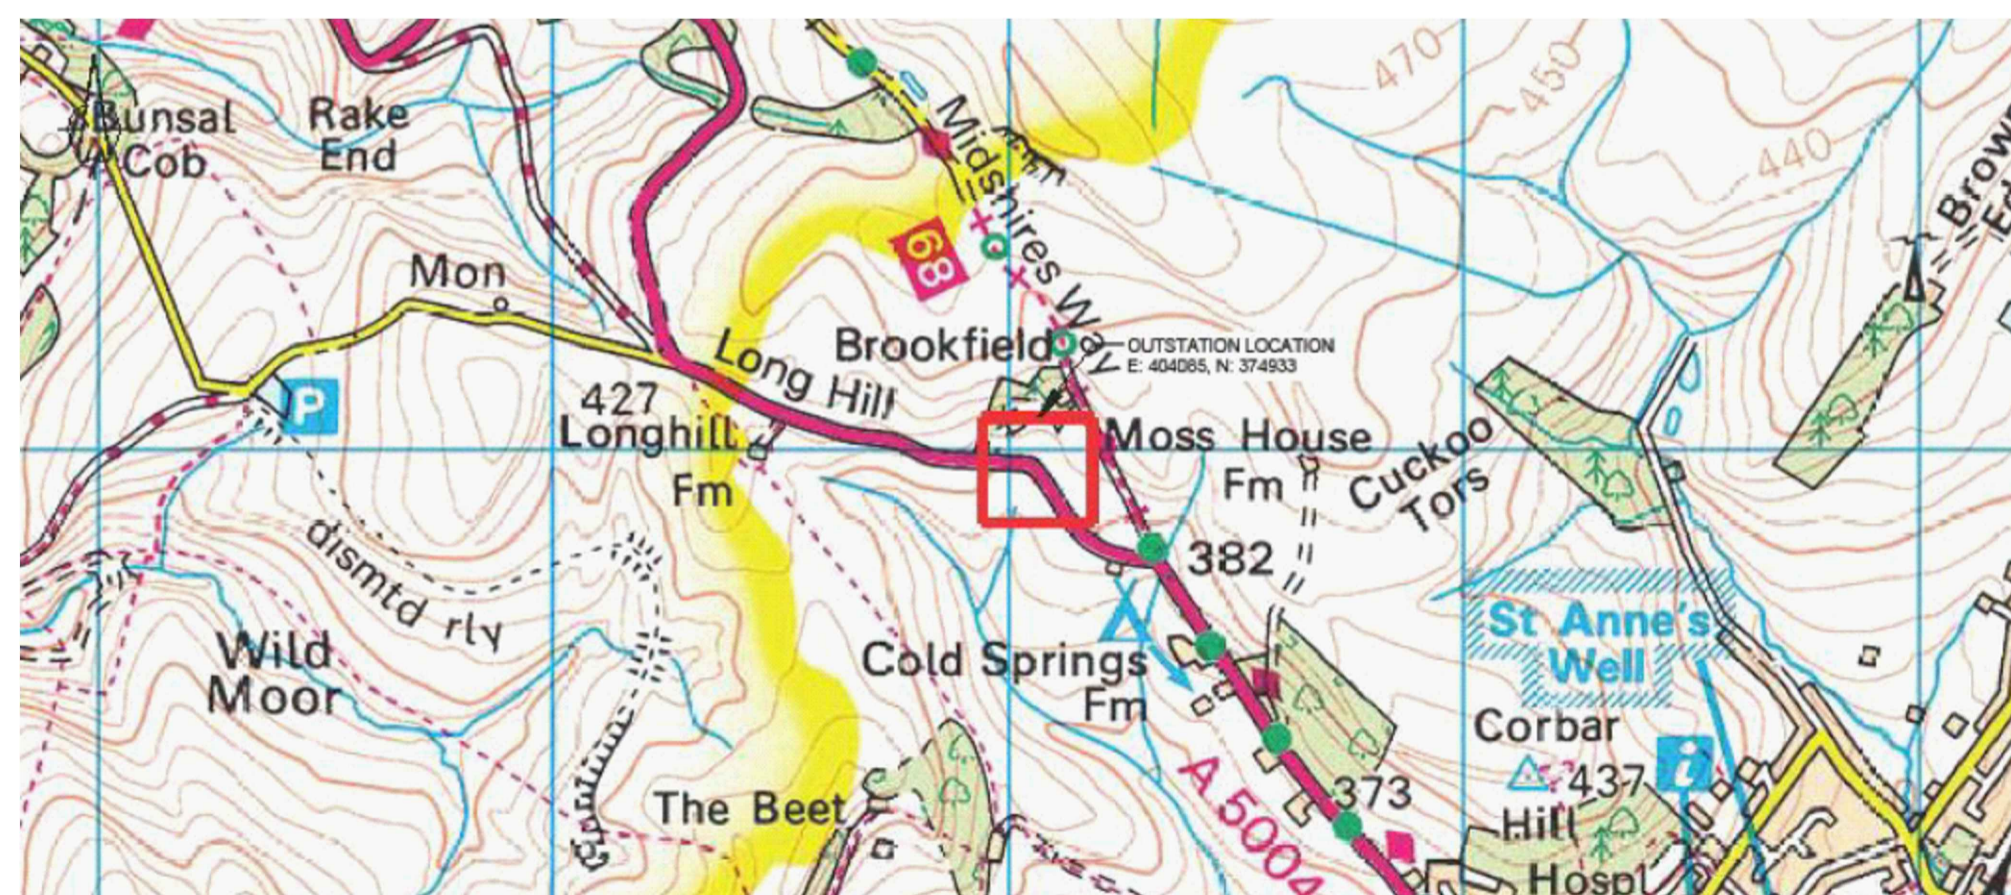 Bunsal
Cob
Rake
End
Mon
Midshires Way
470
450
440
68
Brookfield
OUTSTATION LOCATION
E: 404085, N: 374933
Long Hill
427
Longhill
Fm
P
Moss House
Fm
Cuckoo
Tors
382
dismtd rly
Wild
Moor
Cold Springs
Fm
St Anne's
Well
Corbar
437
Hill
Hospl
i
The Beet
373
A 5004